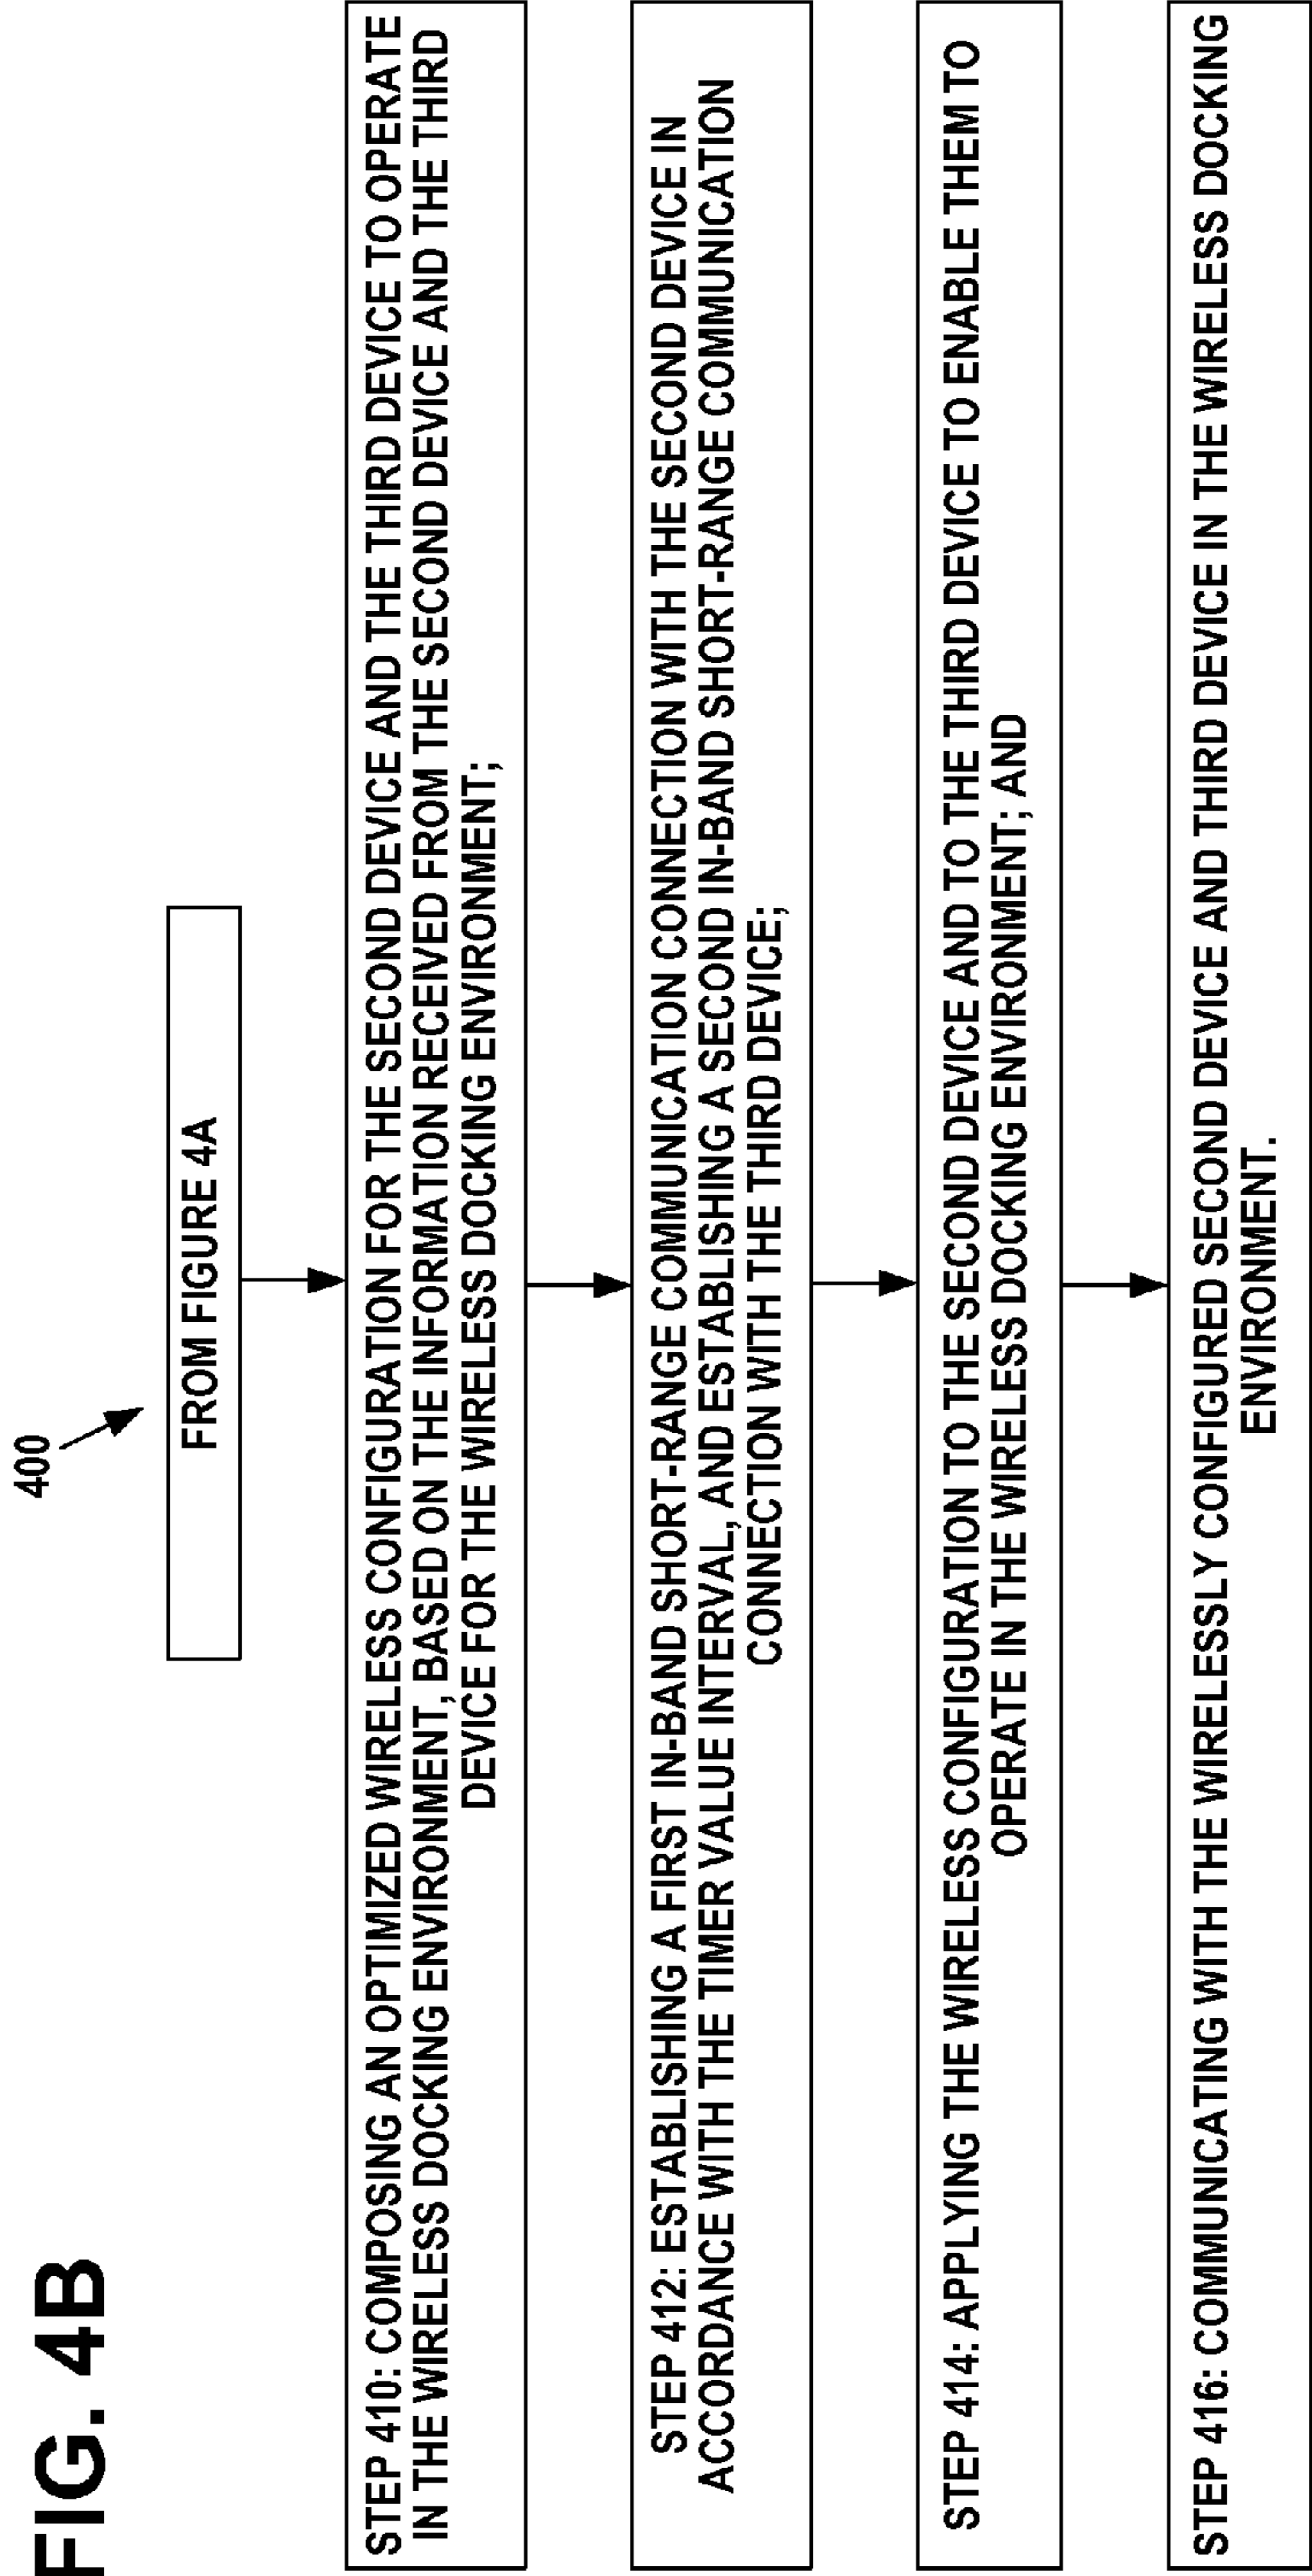 FIG. 4B
400
FROM FIGURE 4A
STEP 410: COMPOSING AN OPTIMIZED WIRELESS CONFIGURATION FOR THE SECOND DEVICE AND THE THIRD DEVICE TO OPERATE
IN THE WIRELESS DOCKING ENVIRONMENT, BASED ON THE INFORMATION RECEIVED FROM THE SECOND DEVICE AND THE THIRD
DEVICE FOR THE WIRELESS DOCKING ENVIRONMENT;
STEP 412: ESTABLISHING A FIRST IN-BAND SHORT-RANGE COMMUNICATION CONNECTION WITH THE SECOND DEVICE IN
ACCORDANCE WITH THE TIMER VALUE INTERVAL, AND ESTABLISHING A SECOND IN-BAND SHORT-RANGE COMMUNICATION
CONNECTION WITH THE THIRD DEVICE;
STEP 414: APPLYING THE WIRELESS CONFIGURATION TO THE SECOND DEVICE AND TO THE THIRD DEVICE TO ENABLE THEM TO
OPERATE IN THE WIRELESS DOCKING ENVIRONMENT; AND
STEP 416: COMMUNICATING WITH THE WIRELESSLY CONFIGURED SECOND DEVICE AND THIRD DEVICE IN THE WIRELESS DOCKING
ENVIRONMENT.